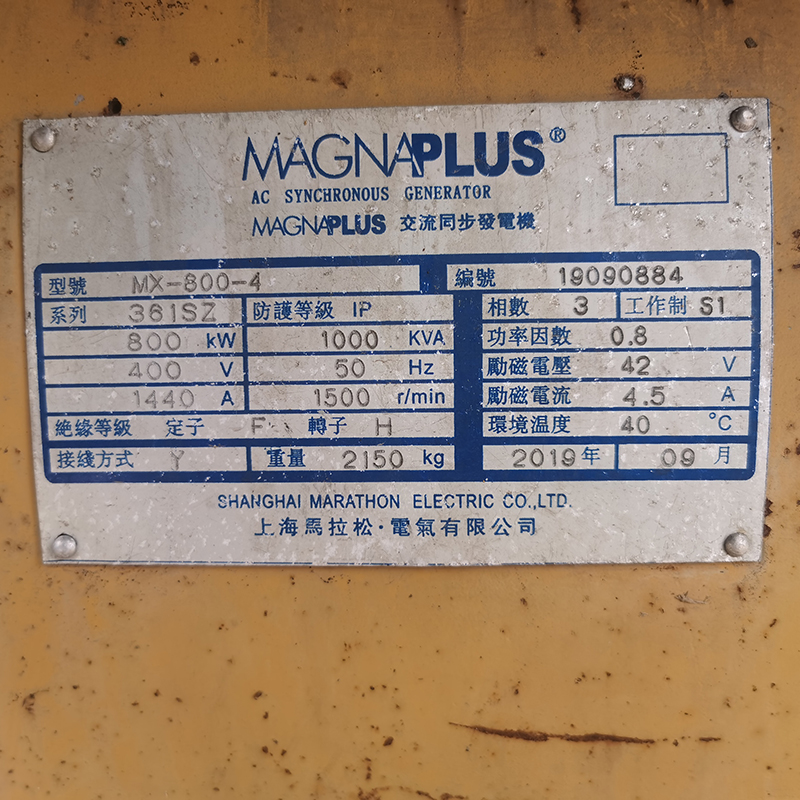 MAGNAPLUS®
AC SYNCHRONOUS GENERATOR
MAGNAPLUS 交流同步發電機
型號 MX-800-4 編號 19090884
系列 361SZ 防護等級 IP 相數 3 工作制 S1
800 kW 1000 KVA 功率因數 0.8
400 V 50 Hz 勵磁電壓 42 V
1440 A 1500 r/min 勵磁電流 4.5 A
絶緣等級 定子 F 轉子 H 環境温度 40 °C
接綫方式 Y 重量 2150 kg 2019年 09月
SHANGHAI MARATHON ELECTRIC CO.,LTD.
上海馬拉松·電氣有限公司